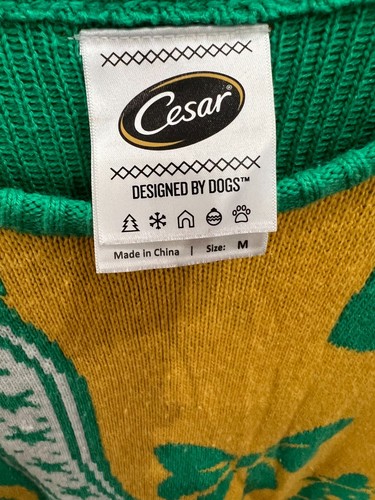 Cesar®
DESIGNED BY DOGS™
Made in China | Size: M